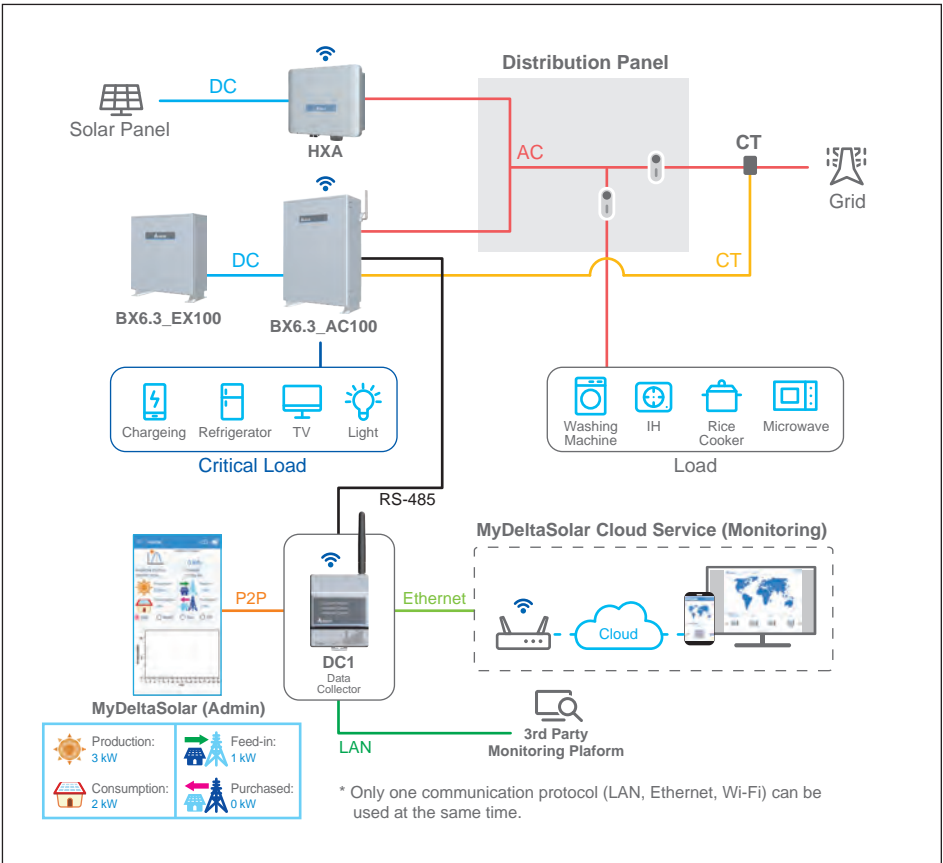 Distribution Panel
DC
Solar Panel
HXA
AC
CT
Grid
DC
CT
BX6.3_EX100
BX6.3_AC100
Chargeing
Refrigerator
TV
Light
Critical Load
Washing
Machine
IH
Rice
Cooker
Microwave
Load
RS-485
MyDeltaSolar Cloud Service (Monitoring)
P2P
Ethernet
Cloud
DC1
Data
Collector
MyDeltaSolar (Admin)
Production:
3 kW
Feed-in:
1 kW
Consumption:
2 kW
Purchased:
0 kW
LAN
3rd Party
Monitoring Plaform
* Only one communication protocol (LAN, Ethernet, Wi-Fi) can be
used at the same time.